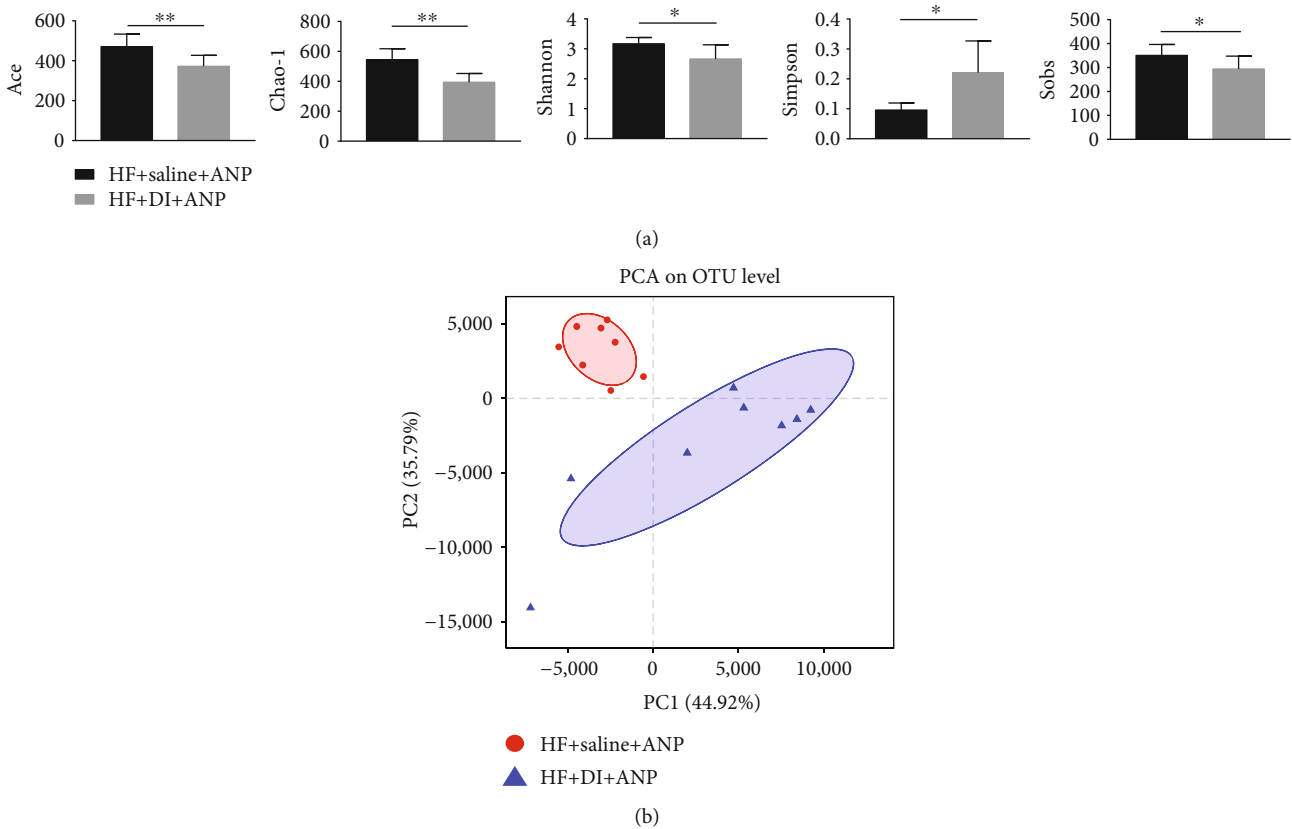 Ace
600
400
200
0
**
Chao-1
800
600
400
200
0
**
Shannon
4
3
2
1
0
*
Simpson
0.4
0.3
0.2
0.1
0.0
*
Sobs
500
400
300
200
100
0
*
HF+saline+ANP
HF+DI+ANP
(a)
PCA on OTU level
PC2 (35.79%)
5,000
0
−5,000
−10,000
−15,000
−5,000 0 5,000 10,000
PC1 (44.92%)
HF+saline+ANP
HF+DI+ANP
(b)